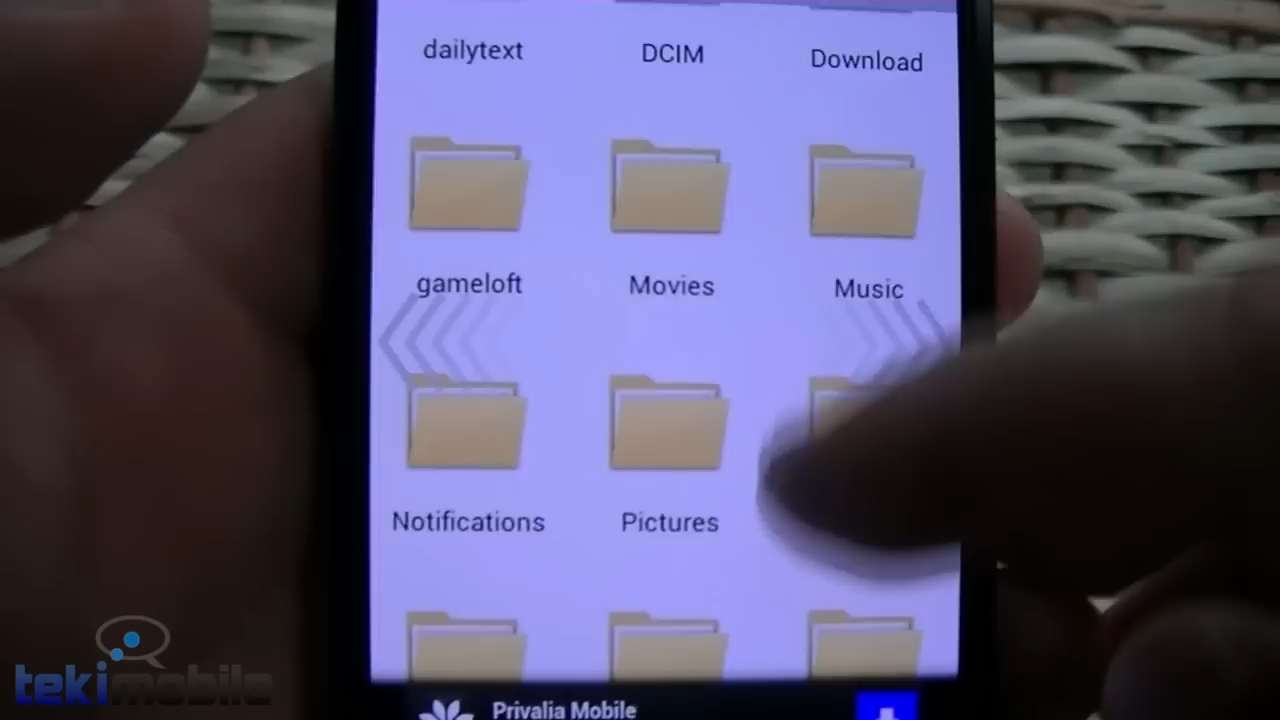 dailytext DCIM Download
gameloft Movies Music
Notifications Pictures
Privalia Mobile
tekimobile